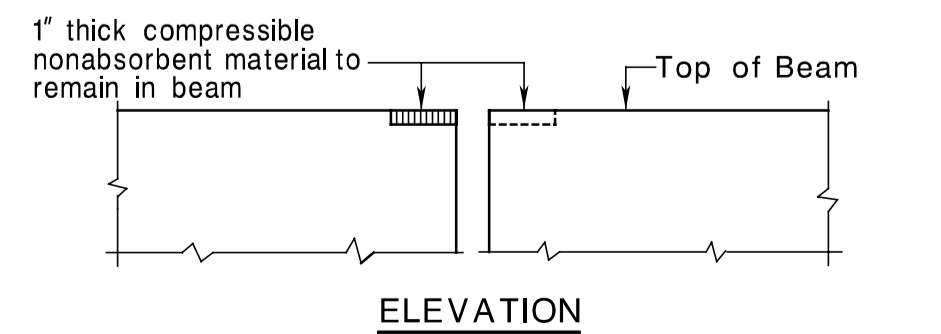 1" thick compressible
nonabsorbent material to
remain in beam
Top of Beam
ELEVATION